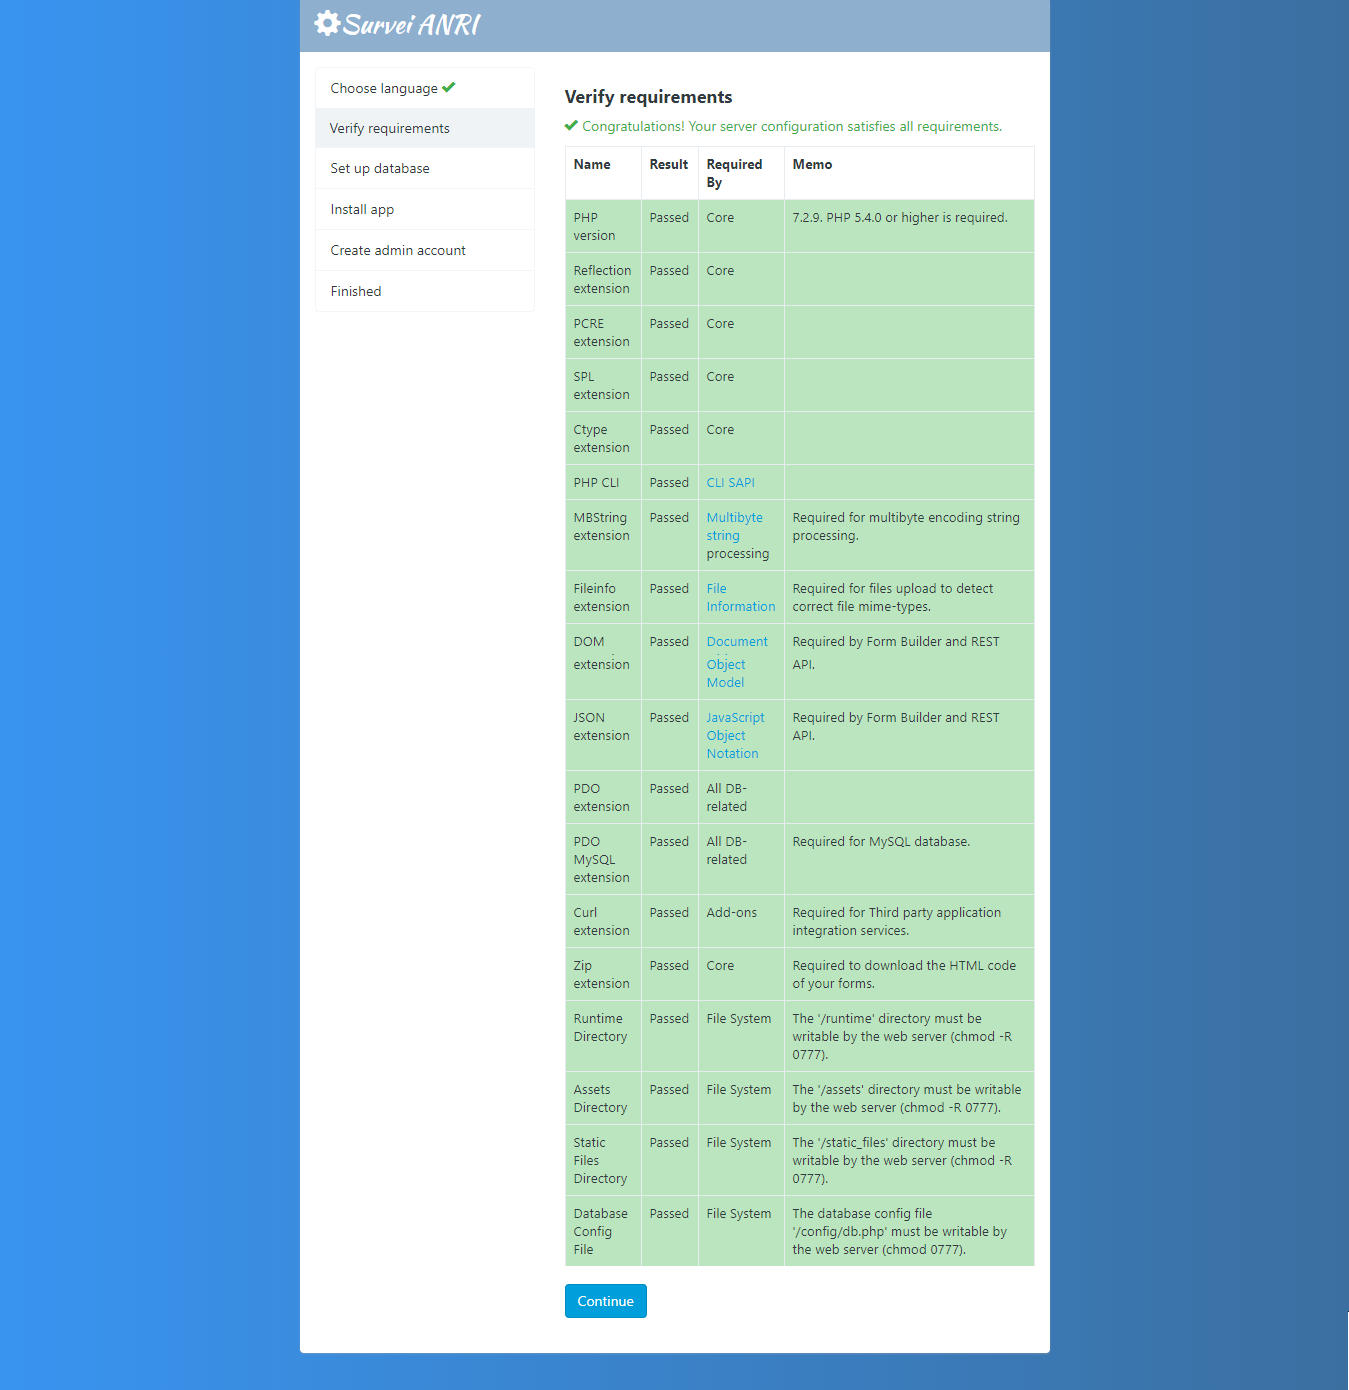 Survei ANRI
Choose language
Verify requirements
Set up database
Install app
Create admin account
Finished
Verify requirements
Congratulations! Your server configuration satisfies all requirements.
Name Result Required By Memo
PHP version Passed Core 7.2.9. PHP 5.4.0 or higher is required.
Reflection extension Passed Core
PCRE extension Passed Core
SPL extension Passed Core
Ctype extension Passed Core
PHP CLI Passed CLI SAPI
MBString extension Passed Multibyte string processing Required for multibyte encoding string processing.
Fileinfo extension Passed File Information Required for files upload to detect correct file mime-types.
DOM extension Passed Document Object Model Required by Form Builder and REST API.
JSON extension Passed JavaScript Object Notation Required by Form Builder and REST API.
PDO extension Passed All DB-related
PDO MySQL extension Passed All DB-related Required for MySQL database.
Curl extension Passed Add-ons Required for Third party application integration services.
Zip extension Passed Core Required to download the HTML code of your forms.
Runtime Directory Passed File System The '/runtime' directory must be writable by the web server (chmod -R 0777).
Assets Directory Passed File System The '/assets' directory must be writable by the web server (chmod -R 0777).
Static Files Directory Passed File System The '/static_files' directory must be writable by the web server (chmod -R 0777).
Database Config File Passed File System The database config file '/config/db.php' must be writable by the web server (chmod 0777).
Continue